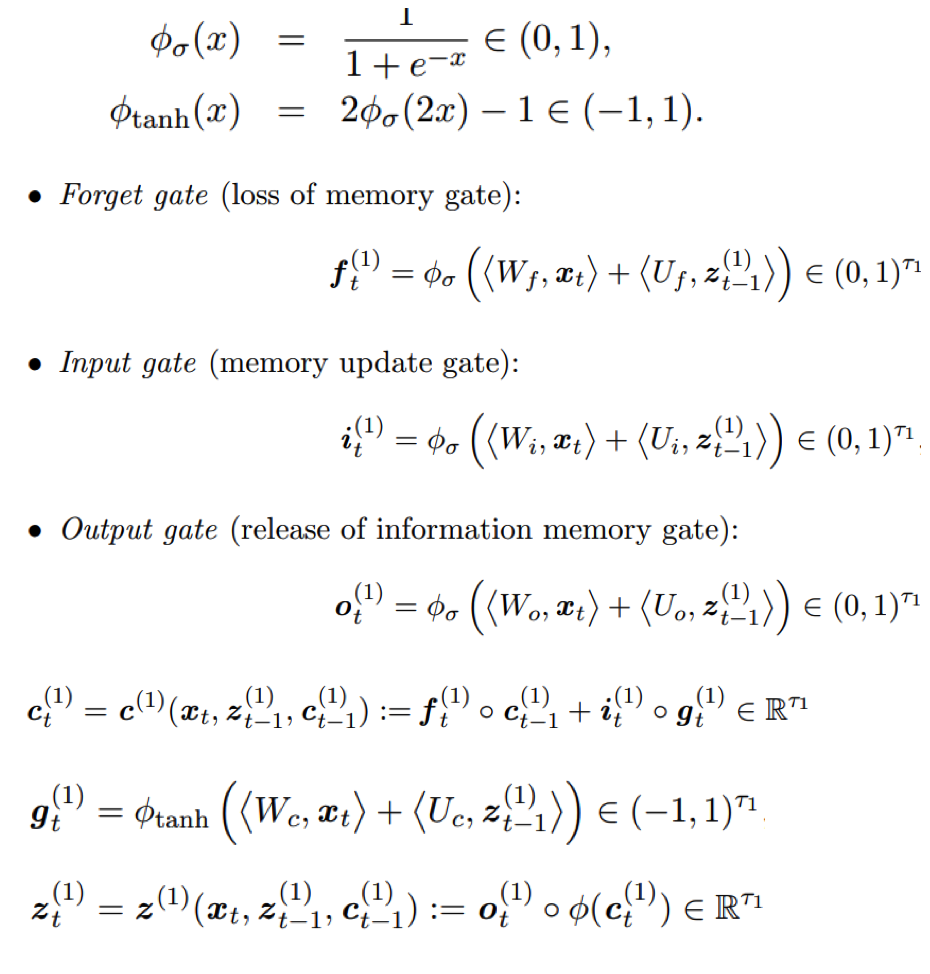 ϕ_σ(x) = 1 / (1 + e^{−x}) ∈ (0, 1),
ϕ_tanh(x) = 2ϕ_σ(2x) − 1 ∈ (−1, 1).
• Forget gate (loss of memory gate):
f_t^{(1)} = ϕ_σ (⟨W_f, x_t⟩ + ⟨U_f, z_{t−1}^{(1)}⟩) ∈ (0, 1)^{τ_1}
• Input gate (memory update gate):
i_t^{(1)} = ϕ_σ (⟨W_i, x_t⟩ + ⟨U_i, z_{t−1}^{(1)}⟩) ∈ (0, 1)^{τ_1}.
• Output gate (release of information memory gate):
o_t^{(1)} = ϕ_σ (⟨W_o, x_t⟩ + ⟨U_o, z_{t−1}^{(1)}⟩) ∈ (0, 1)^{τ_1}
c_t^{(1)} = c^{(1)}(x_t, z_{t−1}^{(1)}, c_{t−1}^{(1)}) := f_t^{(1)} ∘ c_{t−1}^{(1)} + i_t^{(1)} ∘ g_t^{(1)} ∈ ℝ^{τ_1}
g_t^{(1)} = ϕ_tanh (⟨W_c, x_t⟩ + ⟨U_c, z_{t−1}^{(1)}⟩) ∈ (−1, 1)^{τ_1}.
z_t^{(1)} = z^{(1)}(x_t, z_{t−1}^{(1)}, c_{t−1}^{(1)}) := o_t^{(1)} ∘ ϕ(c_t^{(1)}) ∈ ℝ^{τ_1}